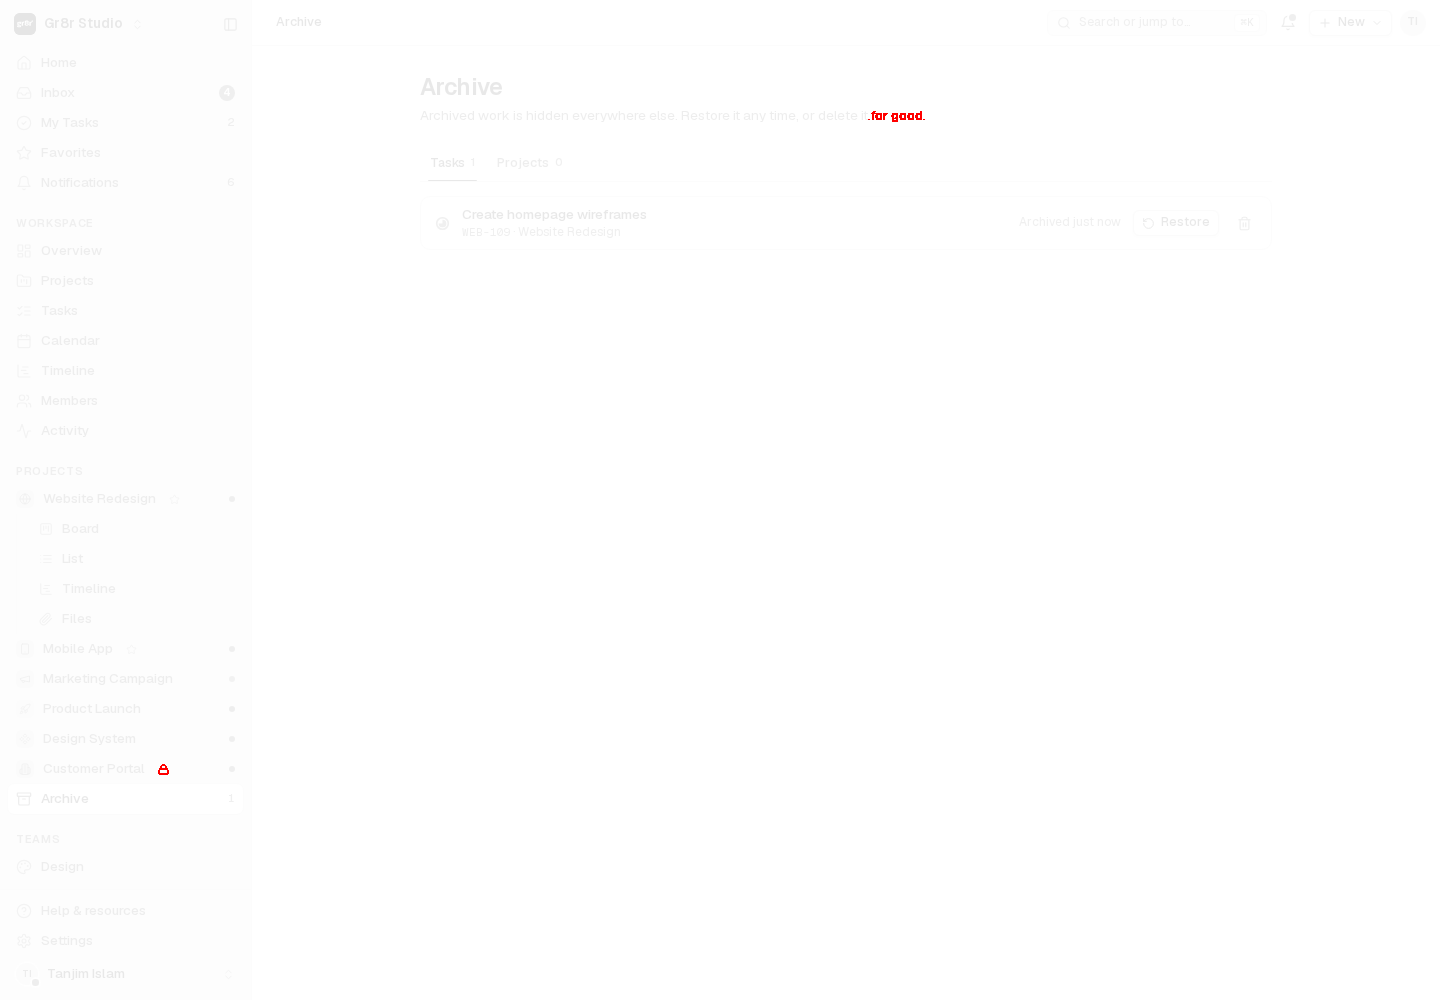 Gr8r Studio
Archive
Search or jump to...
⌘K
New
TI
Home
Inbox 4
My Tasks 2
Favorites
Notifications 6
WORKSPACE
Overview
Projects
Tasks
Calendar
Timeline
Members
Activity
PROJECTS
Website Redesign
Board
List
Timeline
Files
Mobile App
Marketing Campaign
Product Launch
Design System
Customer Portal
Archive 1
TEAMS
Design
Help & resources
Settings
TI Tanjim Islam
Archive
Archived work is hidden everywhere else. Restore it any time, or delete it for good.
Tasks 1 Projects 0
Create homepage wireframes
WEB-109 · Website Redesign
Archived just now
Restore